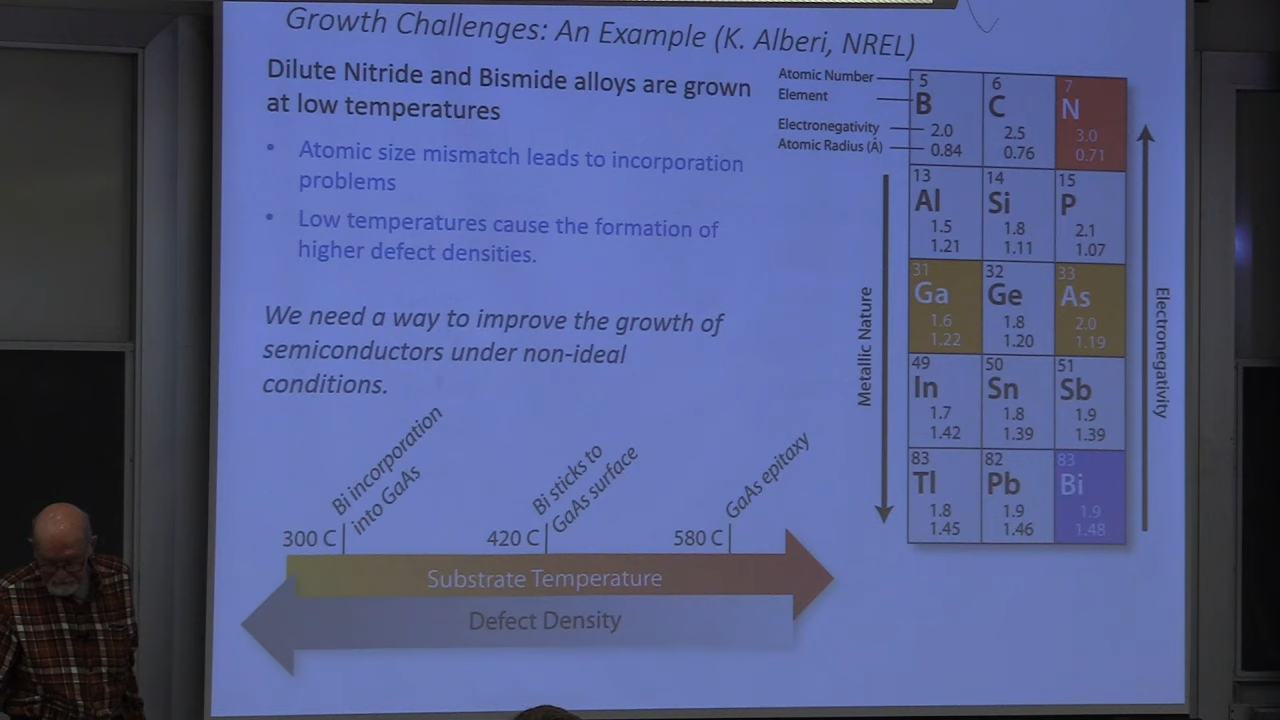 Growth Challenges: An Example (K. Alberi, NREL)
Dilute Nitride and Bismide alloys are grown
at low temperatures
• Atomic size mismatch leads to incorporation
problems
• Low temperatures cause the formation of
higher defect densities.
We need a way to improve the growth of
semiconductors under non-ideal
conditions.
Bi incorporation
into GaAs
Bi sticks to
GaAs surface
GaAs epitaxy
300 C
420 C
580 C
Substrate Temperature
Defect Density
Atomic Number
Element
Electronegativity
Atomic Radius (Å)
5 6 7
B C N
2.0 2.5 3.0
0.84 0.76 0.71
13 14 15
Al Si P
1.5 1.8 2.1
1.21 1.11 1.07
31 32 33
Ga Ge As
1.6 1.8 2.0
1.22 1.20 1.19
49 50 51
In Sn Sb
1.7 1.8 1.9
1.42 1.39 1.39
83 82 83
Tl Pb Bi
1.8 1.9 1.9
1.45 1.46 1.48
Metallic Nature
Electronegativity